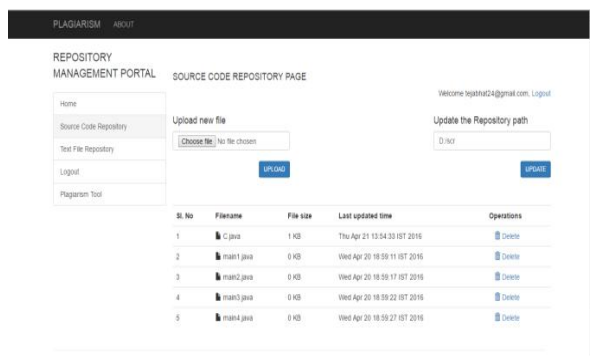 PLAGIARISM ABOUT
REPOSITORY
MANAGEMENT PORTAL
Home
Source Code Repository
Text File Repository
Logout
Plagiarism Tool
SOURCE CODE REPOSITORY PAGE
Welcome tejabhat24@gmail.com, Logout
Upload new file
Choose file No file chosen
UPLOAD
Update the Repository path
UPDATE
Sl. No Filename File size Last updated time Operations
1 C.java 1 KB Thu Apr 21 13:54:33 IST 2016 Delete
2 main1.java 0 KB Wed Apr 20 18:59:11 IST 2016 Delete
3 main2.java 0 KB Wed Apr 20 18:59:17 IST 2016 Delete
4 main3.java 0 KB Wed Apr 20 18:59:22 IST 2016 Delete
5 main4.java 0 KB Wed Apr 20 18:59:27 IST 2016 Delete